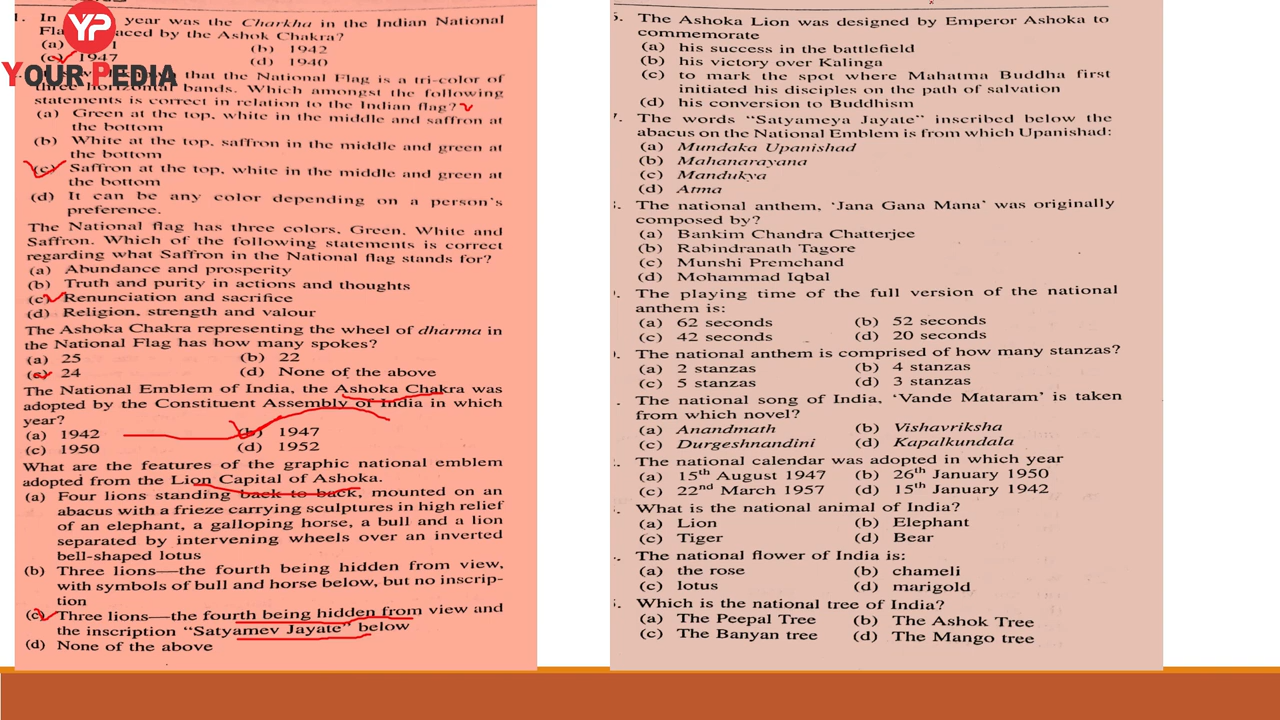 YP
YOUR PEDIA
1. In year was the Charkha in the Indian National
Fla aced by the Ashok Chakra?
(a) 1 (b) 1942
(c) 1947 (d) 1940
that the National Flag is a tri-color of
three horizontal bands. Which amongst the following
statements is correct in relation to the Indian flag?
(a) Green at the top, white in the middle and saffron at
the bottom
(b) White at the top, saffron in the middle and green at
the bottom
(c) Saffron at the top, white in the middle and green at
the bottom
(d) It can be any color depending on a person's
preference.
The National flag has three colors, Green, White and
Saffron. Which of the following statements is correct
regarding what Saffron in the National flag stands for?
(a) Abundance and prosperity
(b) Truth and purity in actions and thoughts
(c) Renunciation and sacrifice
(d) Religion, strength and valour
The Ashoka Chakra representing the wheel of dharma in
the National Flag has how many spokes?
(a) 25 (b) 22
(c) 24 (d) None of the above
The National Emblem of India, the Ashoka Chakra was
adopted by the Constituent Assembly of India in which
year?
(a) 1942 (b) 1947
(c) 1950 (d) 1952
What are the features of the graphic national emblem
adopted from the Lion Capital of Ashoka.
(a) Four lions standing back to back, mounted on an
abacus with a frieze carrying sculptures in high relief
of an elephant, a galloping horse, a bull and a lion
separated by intervening wheels over an inverted
bell-shaped lotus
(b) Three lions—the fourth being hidden from view,
with symbols of bull and horse below, but no inscrip-
tion
(c) Three lions—the fourth being hidden from view and
the inscription "Satyamev Jayate" below
(d) None of the above
The Ashoka Lion was designed by Emperor Ashoka to
commemorate
(a) his success in the battlefield
(b) his victory over Kalinga
(c) to mark the spot where Mahatma Buddha first
initiated his disciples on the path of salvation
(d) his conversion to Buddhism
The words "Satyameya Jayate" inscribed below the
abacus on the National Emblem is from which Upanishad:
(a) Mundaka Upanishad
(b) Mahanarayana
(c) Mandukya
(d) Atma
The national anthem, 'Jana Gana Mana' was originally
composed by?
(a) Bankim Chandra Chatterjee
(b) Rabindranath Tagore
(c) Munshi Premchand
(d) Mohammad Iqbal
The playing time of the full version of the national
anthem is:
(a) 62 seconds (b) 52 seconds
(c) 42 seconds (d) 20 seconds
The national anthem is comprised of how many stanzas?
(a) 2 stanzas (b) 4 stanzas
(c) 5 stanzas (d) 3 stanzas
The national song of India, 'Vande Mataram' is taken
from which novel?
(a) Anandmath (b) Vishavriksha
(c) Durgeshnandini (d) Kapalkundala
The national calendar was adopted in which year
(a) 15th August 1947 (b) 26th January 1950
(c) 22nd March 1957 (d) 15th January 1942
What is the national animal of India?
(a) Lion (b) Elephant
(c) Tiger (d) Bear
The national flower of India is:
(a) the rose (b) chameli
(c) lotus (d) marigold
Which is the national tree of India?
(a) The Peepal Tree (b) The Ashok Tree
(c) The Banyan tree (d) The Mango tree